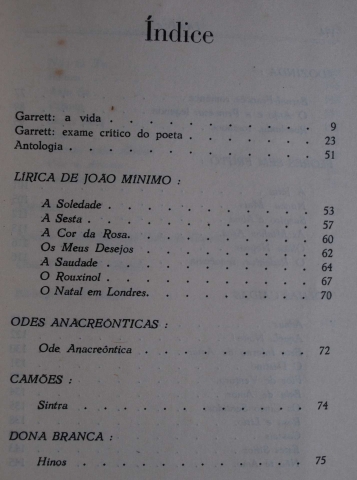 Índice
Garrett: a vida . . . . . . . . . . 9
Garrett: exame crítico do poeta . . . . . . 23
Antologia . . . . . . . . . . . 51
LÍRICA DE JOÃO MÍNIMO :
A Soledade . . . . . . . . . . 53
A Sesta . . . . . . . . . . . 57
A Cor da Rosa. . . . . . . . . . 60
Os Meus Desejos . . . . . . . . . 62
A Saudade . . . . . . . . . . 64
O Rouxinol . . . . . . . . . . 67
O Natal em Londres. . . . . . . . . 70
ODES ANACREÔNTICAS :
Ode Anacreôntica . . . . . . . . 72
CAMÕES :
Sintra . . . . . . . . . . . 74
DONA BRANCA :
Hinos . . . . . . . . . . . 75